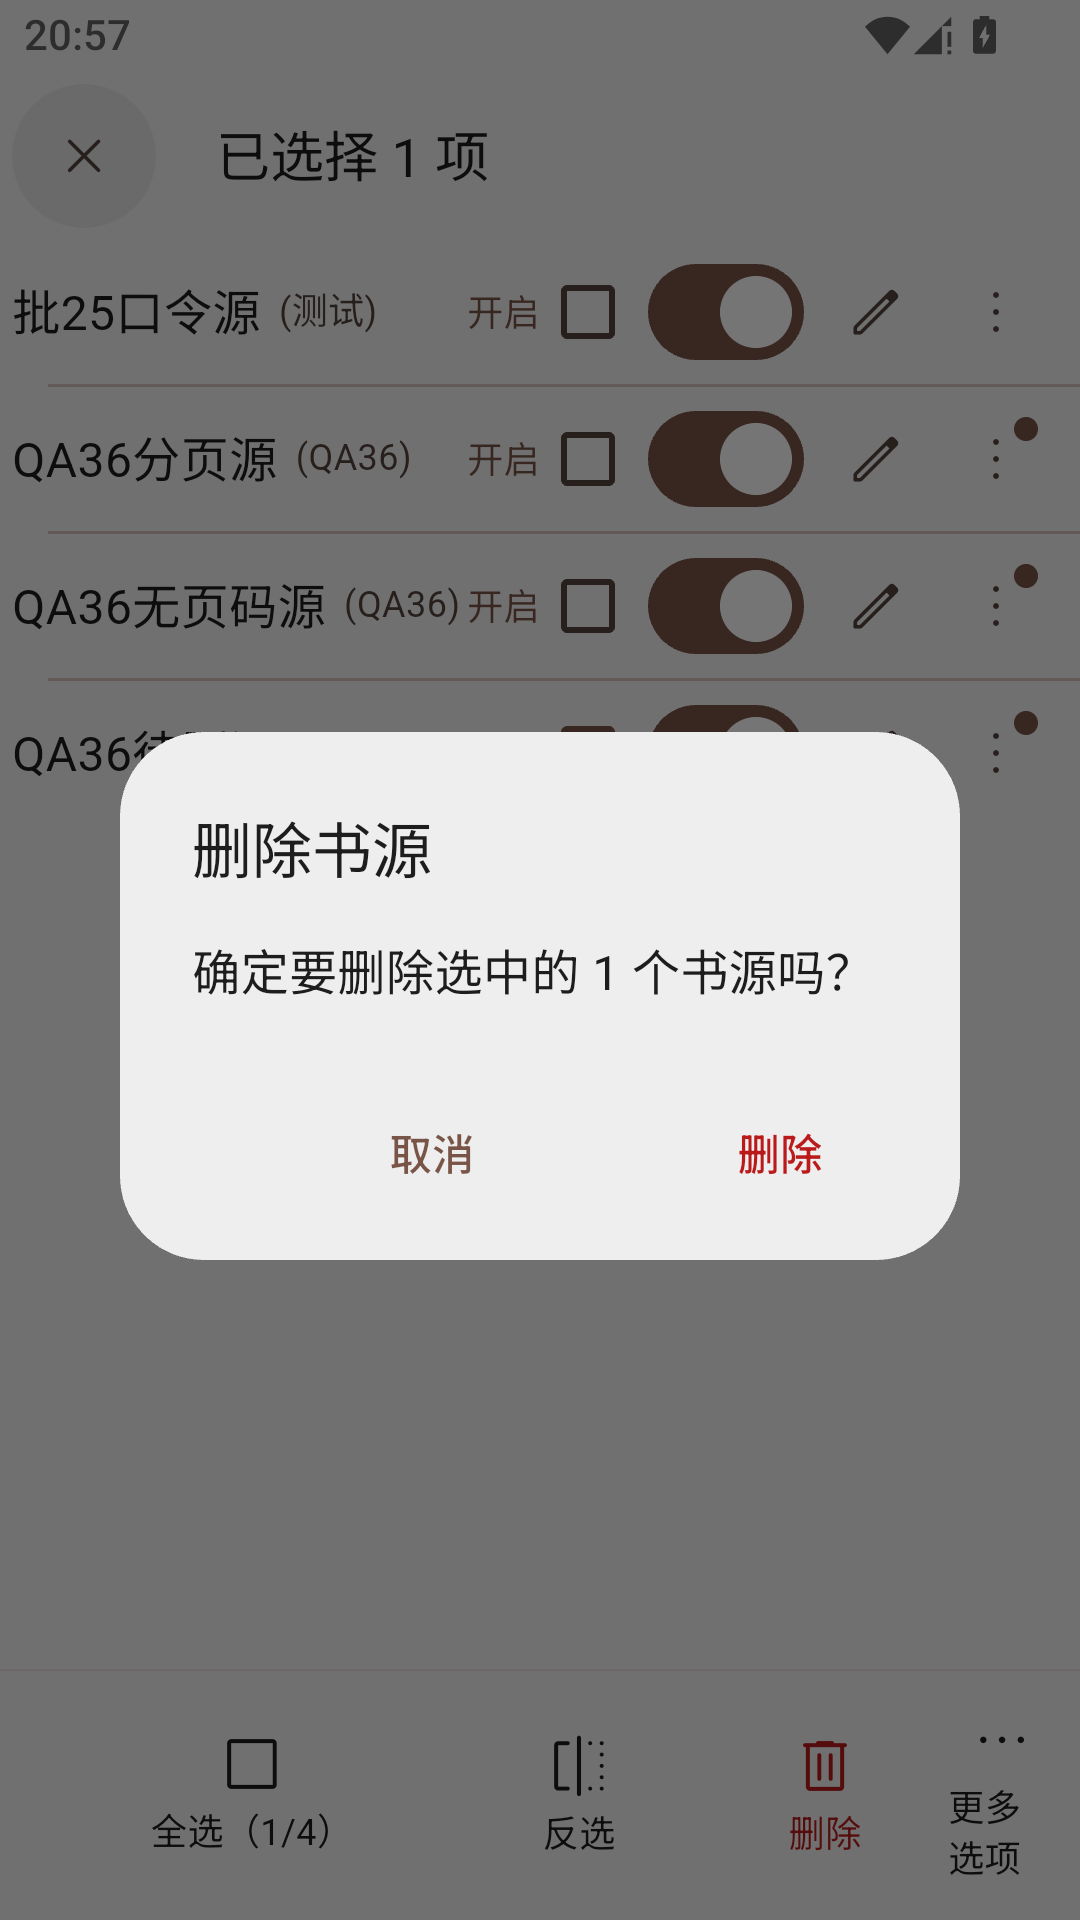 20:57
已选择 1 项
批25口令源 (测试) 开启
QA36分页源 (QA36) 开启
QA36无页码源 (QA36) 开启
QA36
删除书源
确定要删除选中的 1 个书源吗?
取消 删除
全选（1/4） 反选 删除 更多
选项